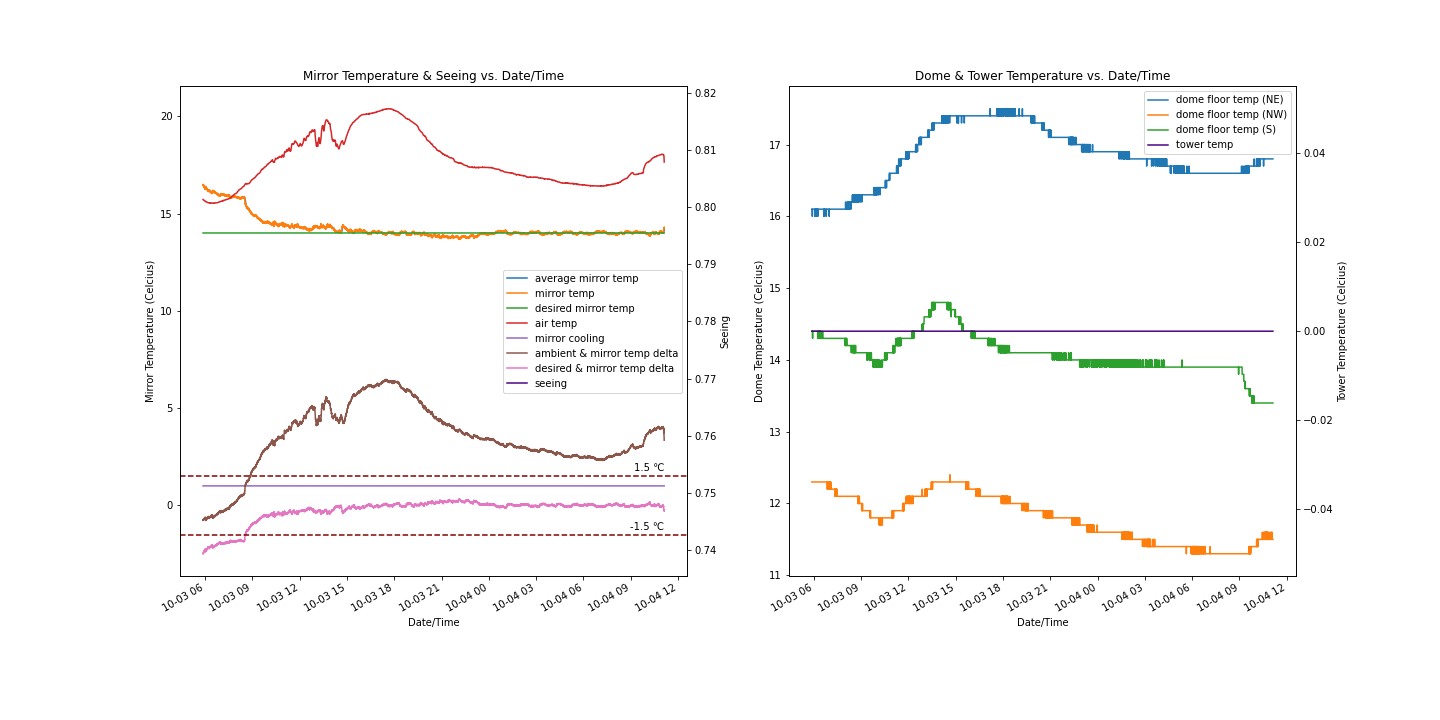 Mirror Temperature & Seeing vs. Date/Time
Mirror Temperature (Celcius)
20
15
10
5
0
0.82
0.81
0.80
0.79
0.78
0.77
0.76
0.75
0.74
Seeing
average mirror temp
mirror temp
desired mirror temp
air temp
mirror cooling
ambient & mirror temp delta
desired & mirror temp delta
seeing
1.5 °C
-1.5 °C
10-03 06
10-03 09
10-03 12
10-03 15
10-03 18
10-03 21
10-04 00
10-04 03
10-04 06
10-04 09
10-04 12
Date/Time
Dome & Tower Temperature vs. Date/Time
Dome Temperature (Celcius)
17
16
15
14
13
12
11
dome floor temp (NE)
dome floor temp (NW)
dome floor temp (S)
tower temp
0.04
0.02
0.00
−0.02
−0.04
Tower Temperature (Celcius)
10-03 06
10-03 09
10-03 12
10-03 15
10-03 18
10-03 21
10-04 00
10-04 03
10-04 06
10-04 09
10-04 12
Date/Time